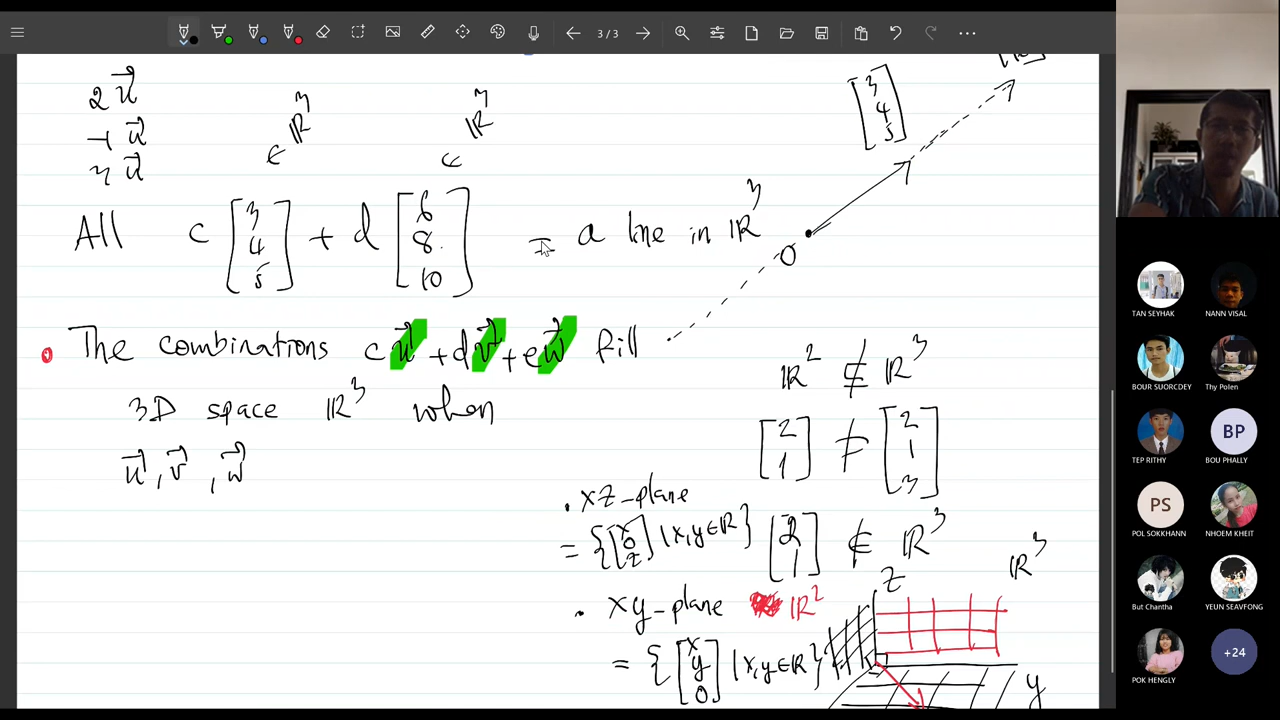 3/3
2u⃗
-1u⃗
3u⃗
∈ ℝ³
∈ ℝ³
[3 4 5]
All c [3 4 5] + d [6 8 10] = a line in ℝ³
0
The combinations cu⃗ + dv⃗ + ew⃗ fill
3D space ℝ³ when
u⃗, v⃗, w⃗
ℝ² ⊄ ℝ³
[2 1] ≠ [2 1 3]
[2 1] ∉ ℝ³
. xz-plane
= {[x 0 z] | x,y∈ℝ}
. xy-plane ℝ²
= {[x y 0] | x,y∈ℝ}
z
ℝ³
y
TAN SEYHAK
NANN VISAL
BOUR SUORCDEY
Thy Polen
BP
TEP RITHY
BOU PHALLY
PS
POL SOKKHANN
NHOEM KHEIT
But Chantha
YEUN SEAVFONG
+24
POK HENGLY